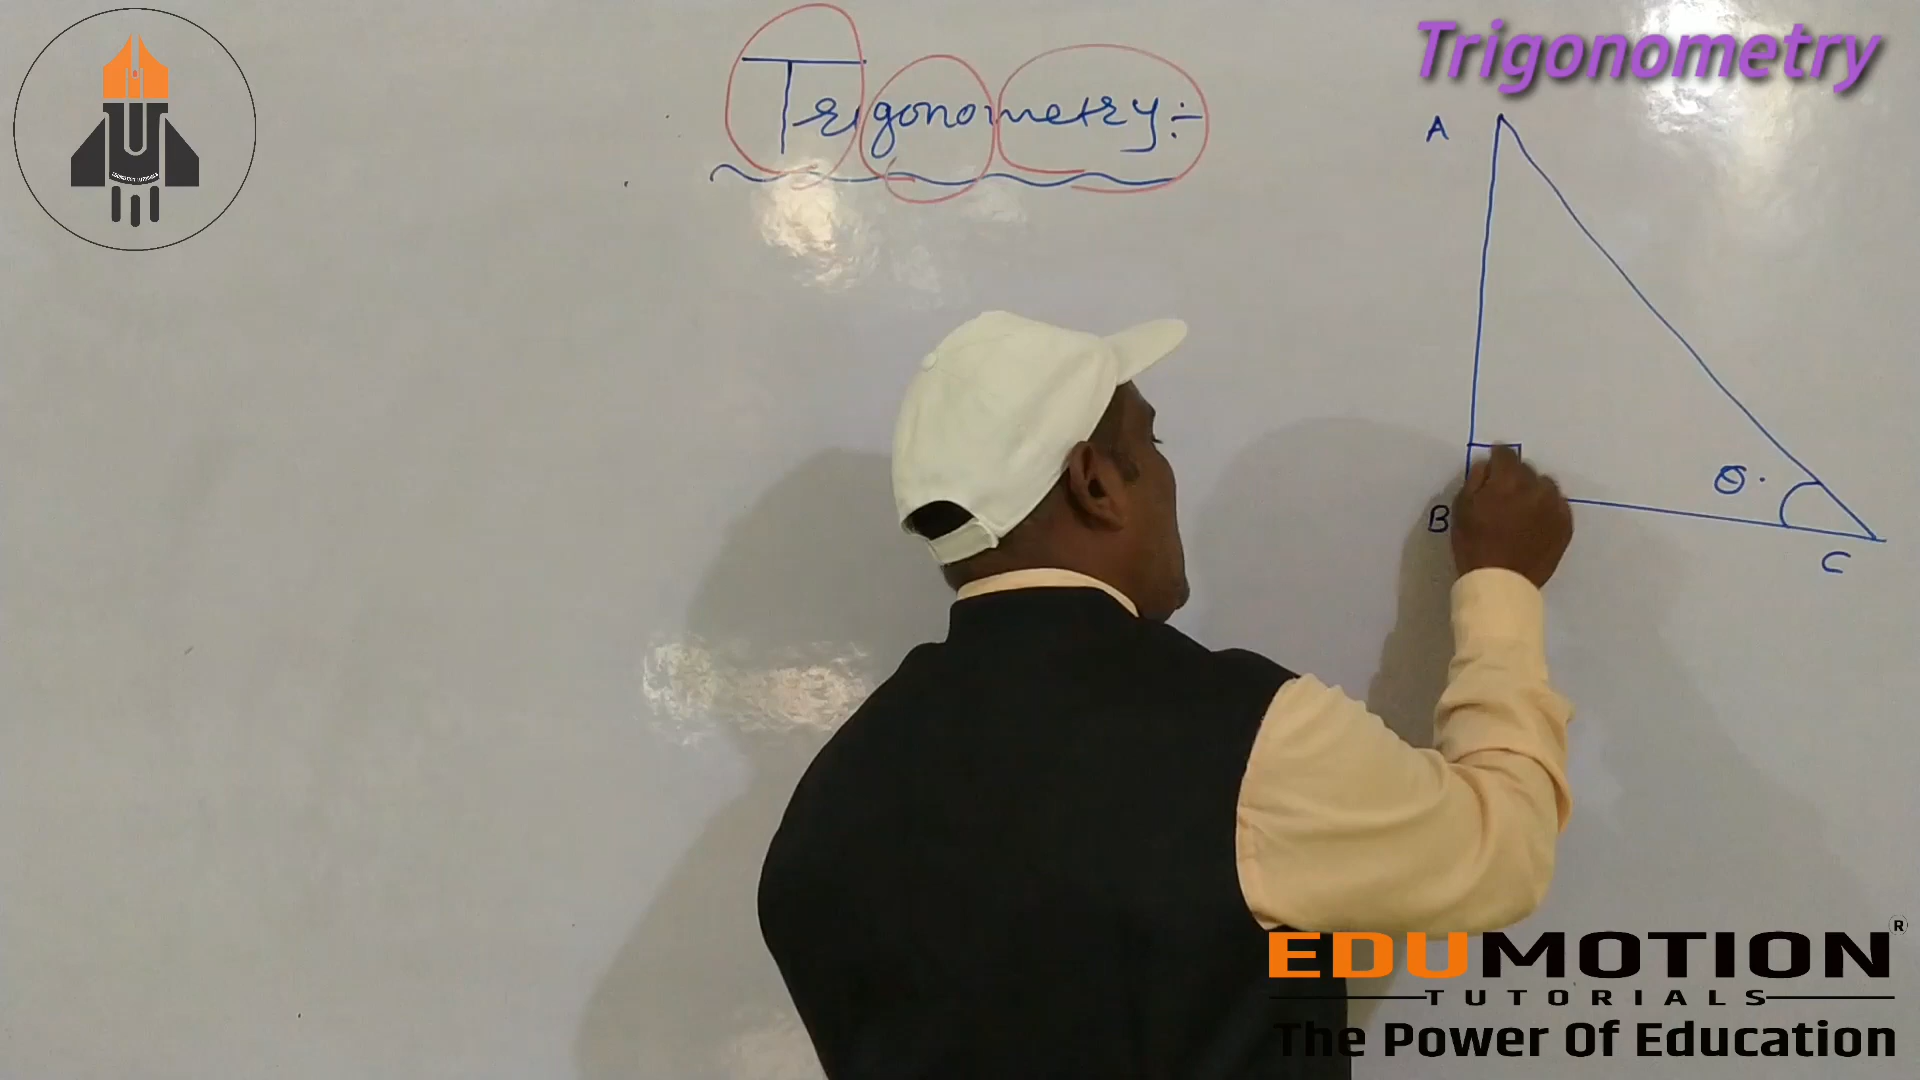 Trigonometry
Trigonometry :-
A
θ
B
C
EDUMOTION®
TUTORIALS
The Power Of Education